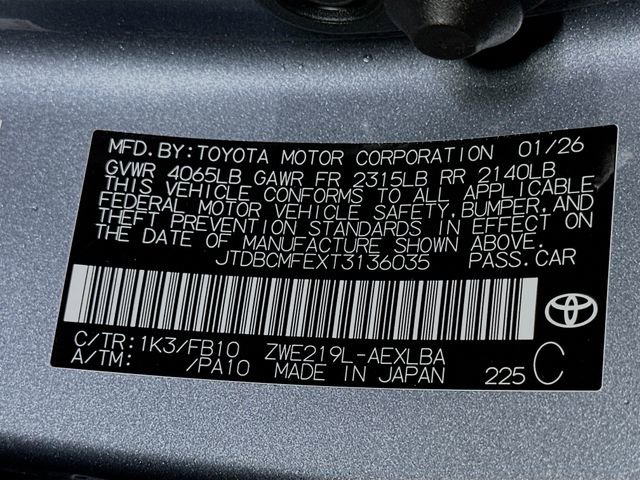 MFD.BY:TOYOTA MOTOR CORPORATION 01/26
GVWR 4065LB GAWR FR 2315LB RR 2140LB
THIS VEHICLE CONFORMS TO ALL APPLICABLE
FEDERAL MOTOR VEHICLE SAFETY,BUMPER,AND
THEFT PREVENTION STANDARDS IN EFFECT ON
THE DATE OF MANUFACTURE SHOWN ABOVE.
JTDBCMFEXT3136035 PASS.CAR
C/TR:1K3/FB10 ZWE219L-AEXLBA
A/TM: /PA10 MADE IN JAPAN 225 C